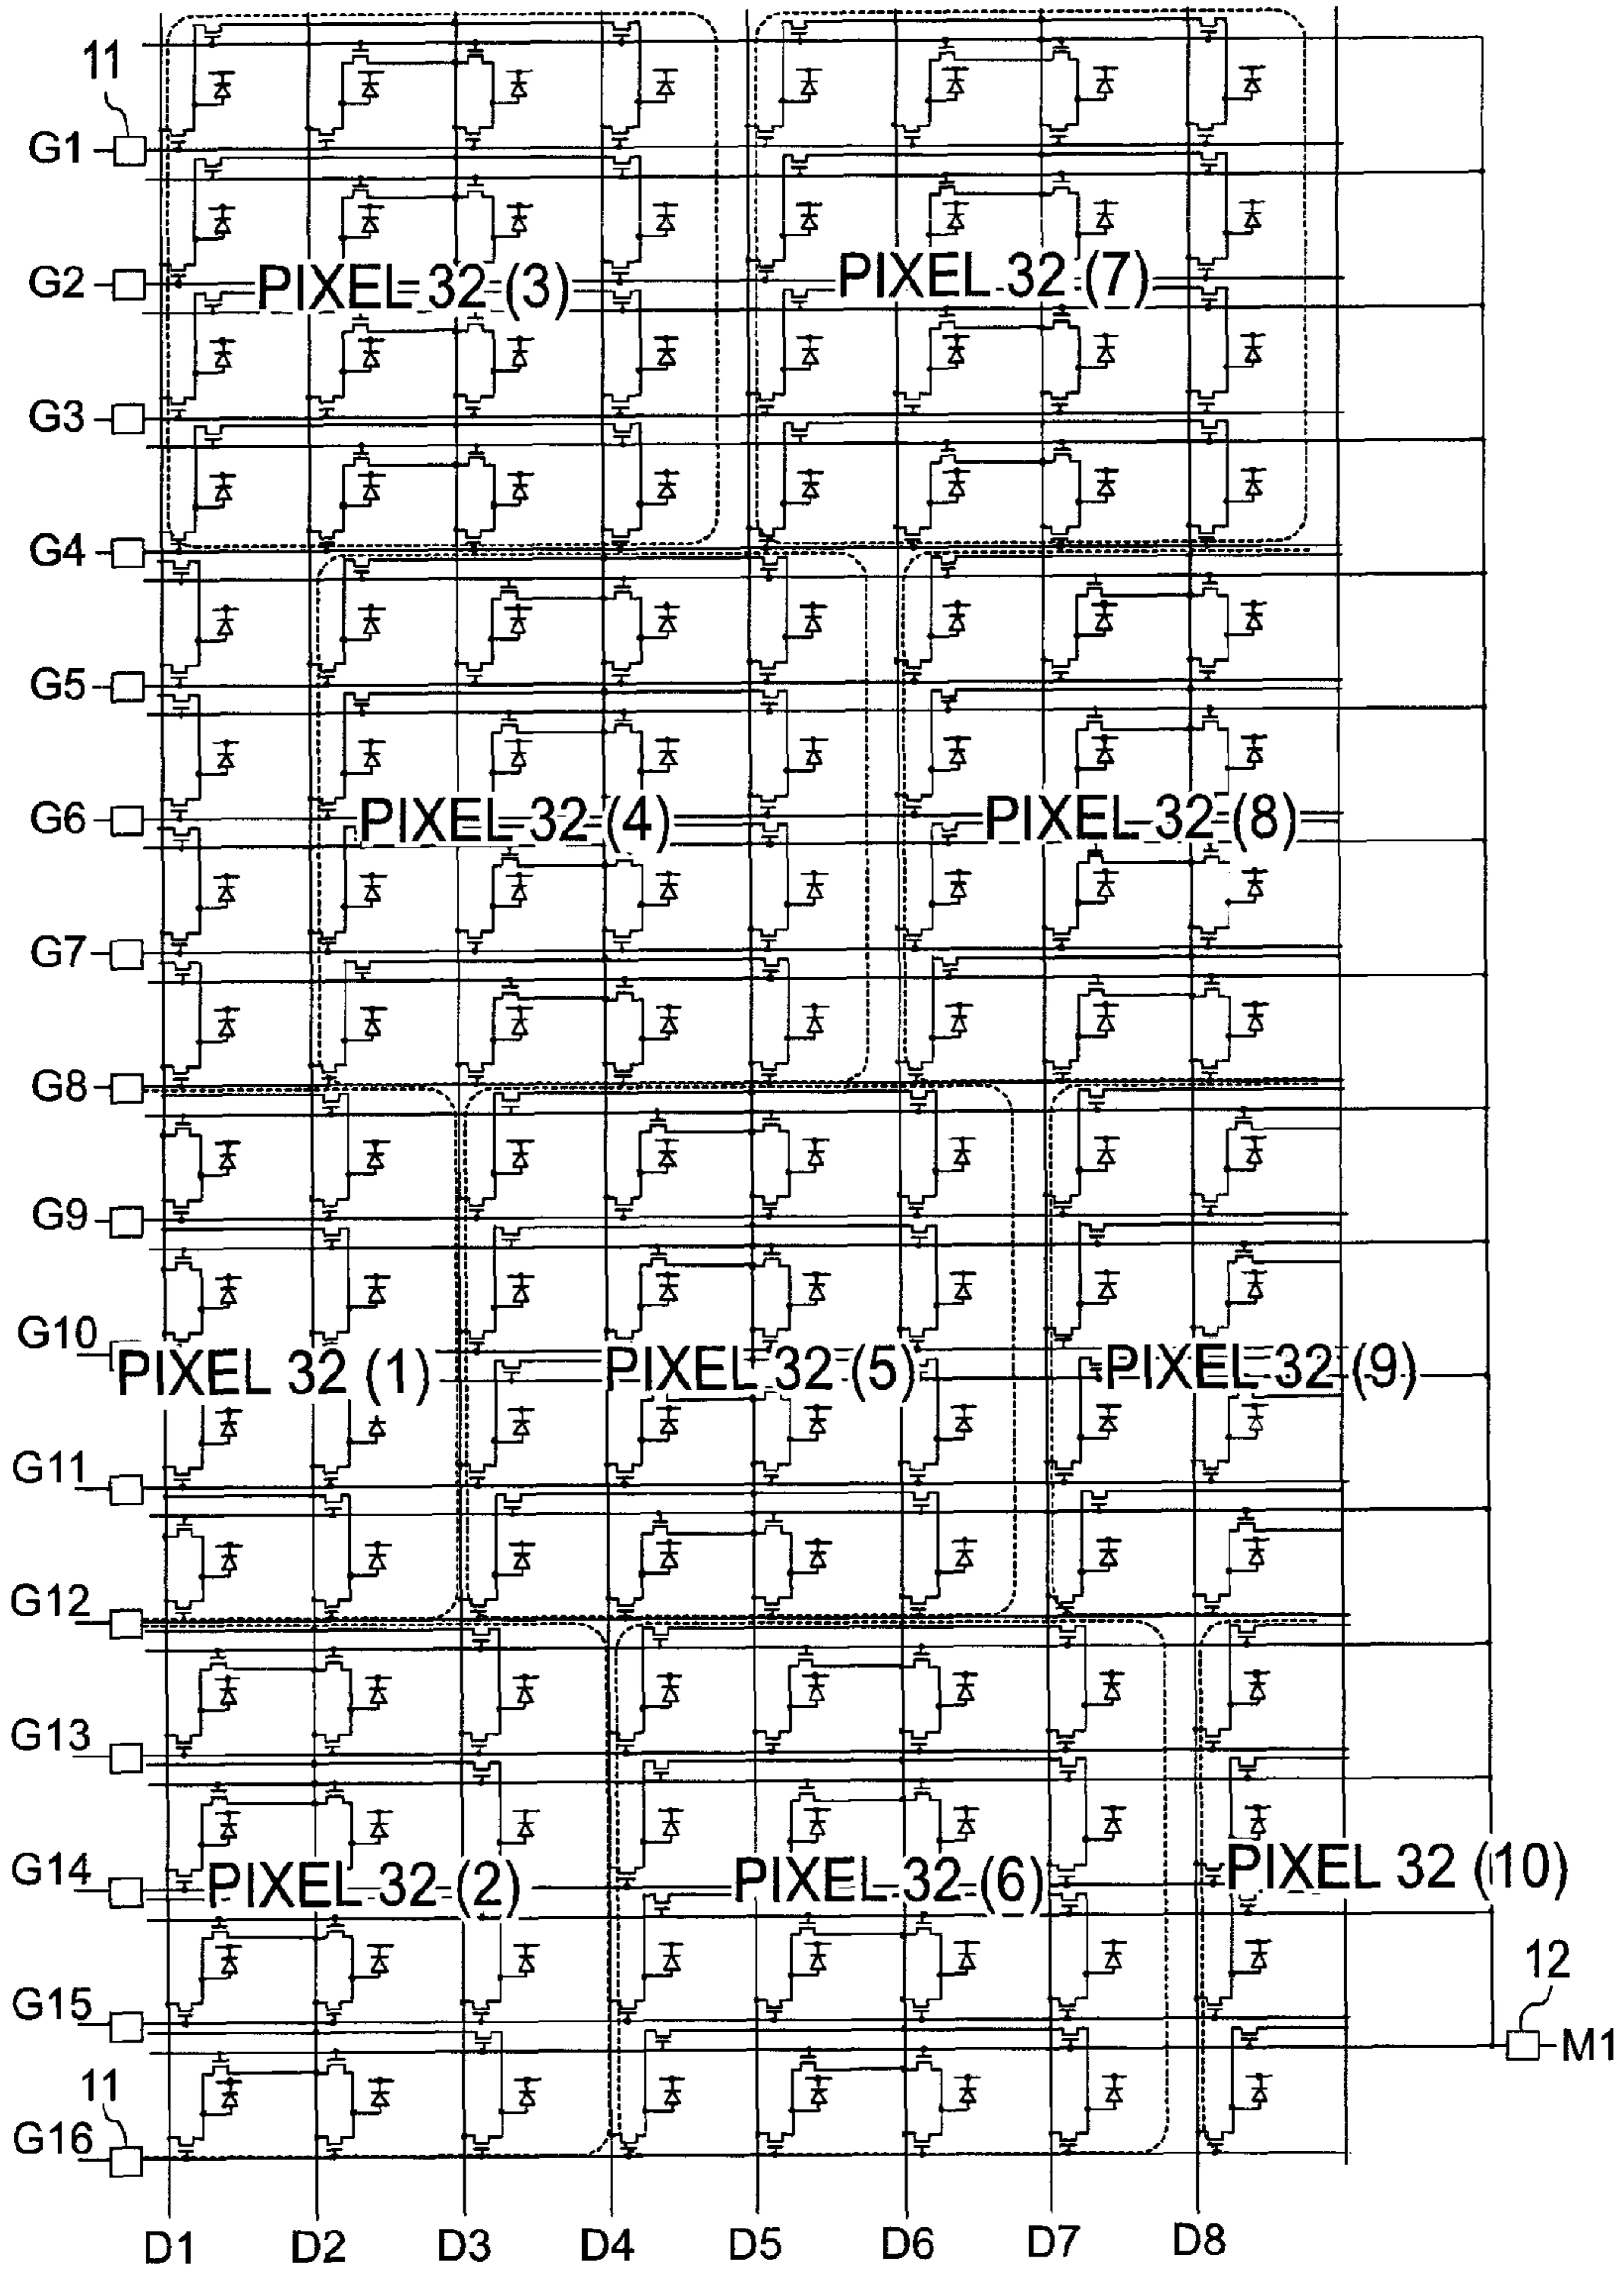 11
G1
G2
PIXEL 32 (3)
PIXEL 32 (7)
G3
G4
G5
G6
PIXEL 32 (4)
PIXEL 32 (8)
G7
G8
G9
G10
PIXEL 32 (1)
PIXEL 32 (5)
PIXEL 32 (9)
G11
G12
G13
G14
PIXEL 32 (2)
PIXEL 32 (6)
PIXEL 32 (10)
G15
12
M1
11
G16
D1 D2 D3 D4 D5 D6 D7 D8